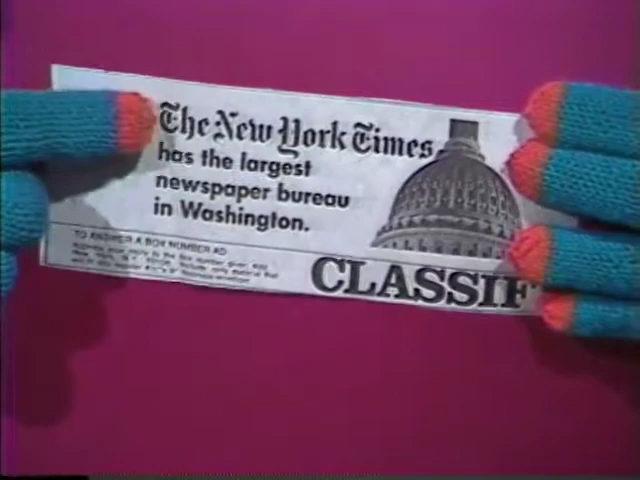 The New York Times
has the largest
newspaper bureau
in Washington.
TO ANSWER A BOX NUMBER AD
CLASSIF